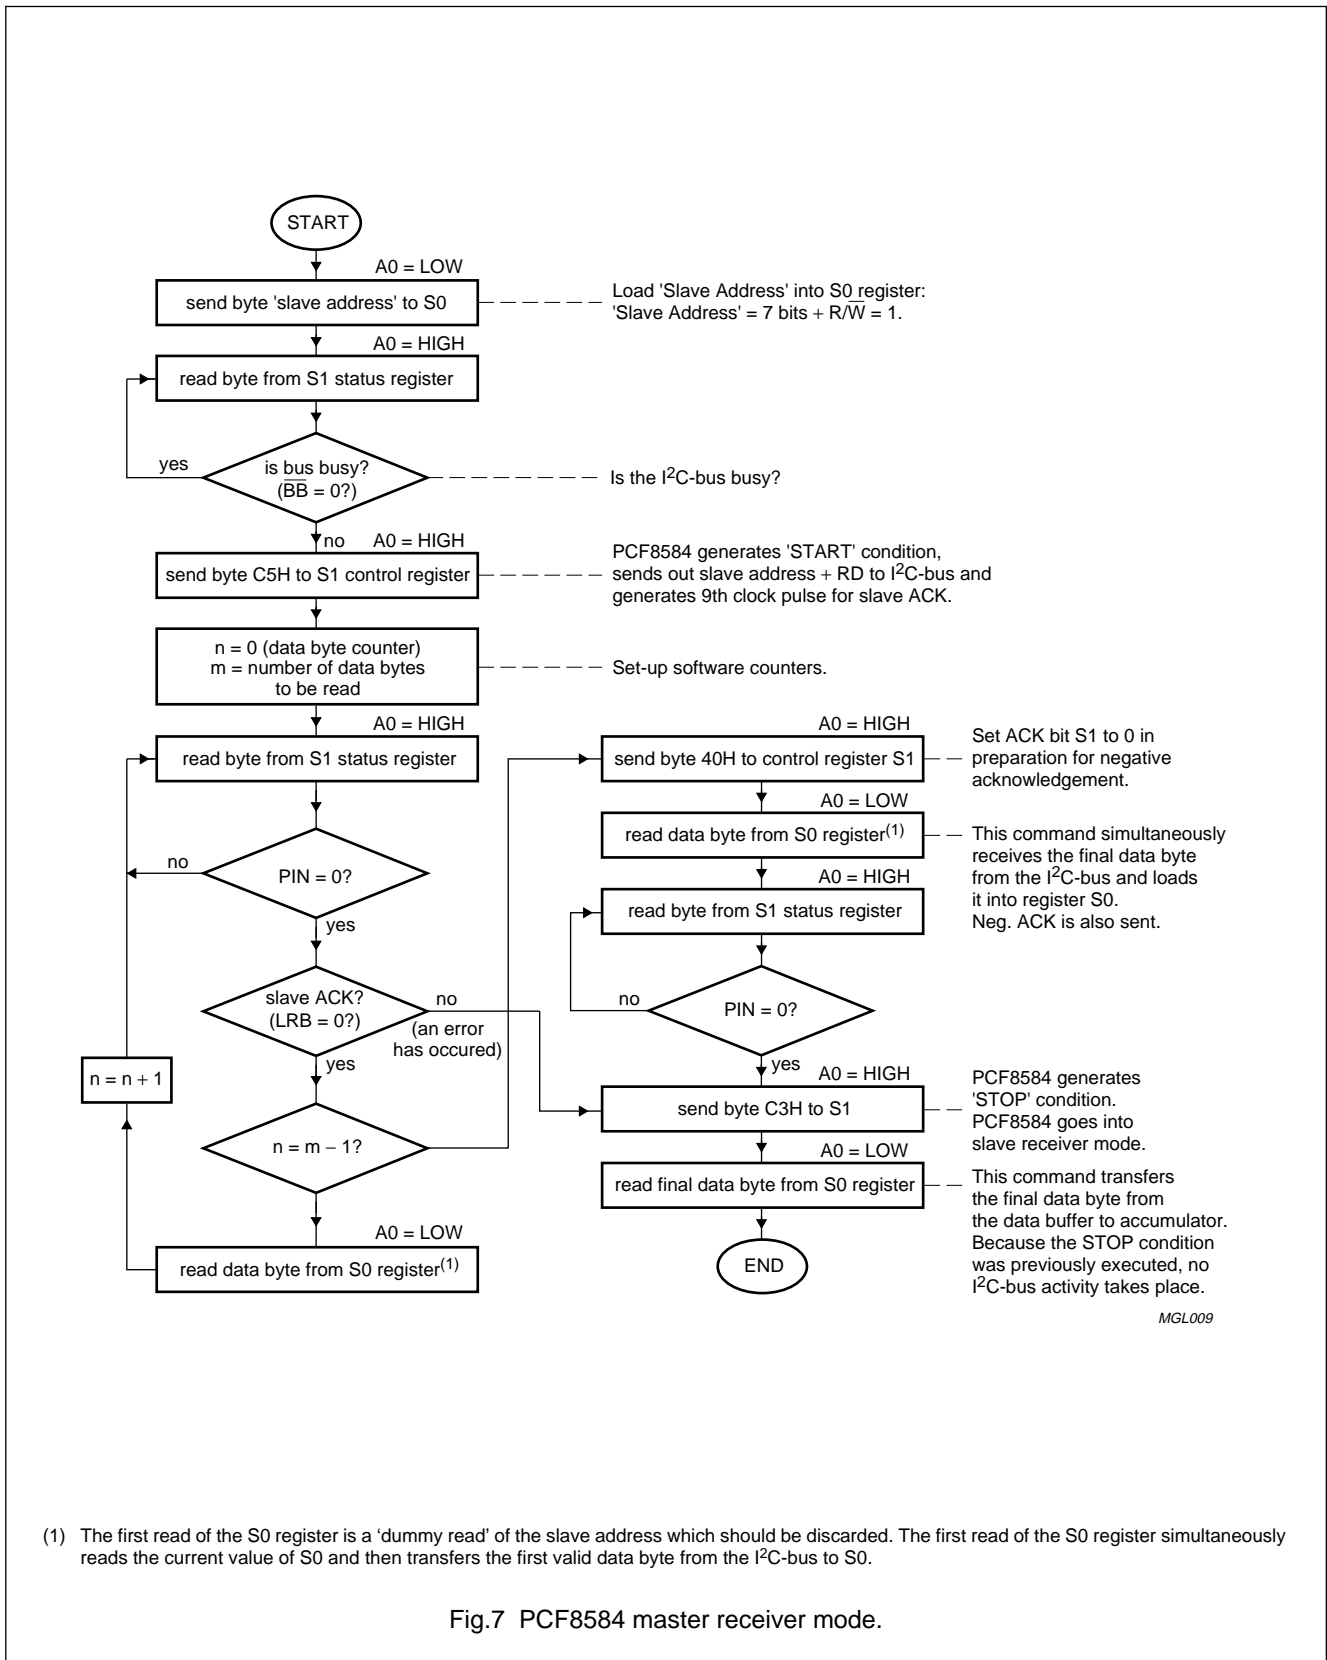 START
A0 = LOW
send byte 'slave address' to S0
Load 'Slave Address' into S0 register:
'Slave Address' = 7 bits + R/W̅ = 1.
A0 = HIGH
read byte from S1 status register
yes
is bus busy?
(B̅B̅ = 0?)
Is the I²C-bus busy?
no
A0 = HIGH
send byte C5H to S1 control register
PCF8584 generates 'START' condition,
sends out slave address + RD to I²C-bus and
generates 9th clock pulse for slave ACK.
n = 0 (data byte counter)
m = number of data bytes
to be read
Set-up software counters.
A0 = HIGH
read byte from S1 status register
no
PIN = 0?
yes
slave ACK?
(LRB = 0?)
no
(an error
has occured)
yes
n = n + 1
n = m – 1?
A0 = LOW
read data byte from S0 register(1)
A0 = HIGH
send byte 40H to control register S1
Set ACK bit S1 to 0 in
preparation for negative
acknowledgement.
A0 = LOW
read data byte from S0 register(1)
This command simultaneously
receives the final data byte
from the I²C-bus and loads
it into register S0.
Neg. ACK is also sent.
A0 = HIGH
read byte from S1 status register
no
PIN = 0?
yes
A0 = HIGH
send byte C3H to S1
PCF8584 generates
'STOP' condition.
PCF8584 goes into
slave receiver mode.
A0 = LOW
read final data byte from S0 register
This command transfers
the final data byte from
the data buffer to accumulator.
Because the STOP condition
was previously executed, no
I²C-bus activity takes place.
END
MGL009
(1) The first read of the S0 register is a ‘dummy read’ of the slave address which should be discarded. The first read of the S0 register simultaneously
reads the current value of S0 and then transfers the first valid data byte from the I²C-bus to S0.
Fig.7 PCF8584 master receiver mode.